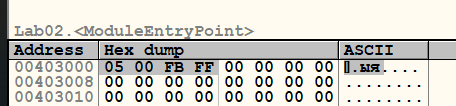 Lab02.<ModuleEntryPoint>
Address Hex dump ASCII
00403000 05 00 FB FF 00 00 00 00 .ыя....
00403008 00 00 00 00 00 00 00 00 ........
00403010 00 00 00 00 00 00 00 00 ........